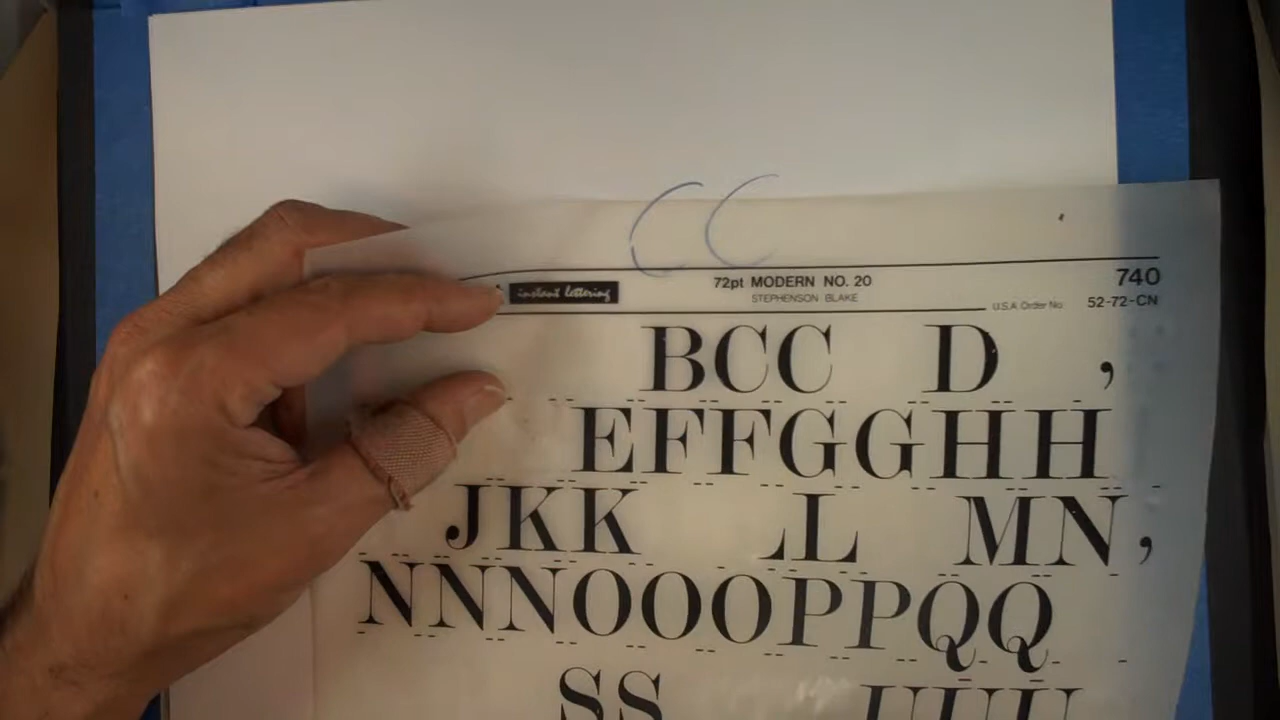 CC
instant lettering
72pt MODERN NO. 20
STEPHENSON BLAKE
740
U.S.A. Order No. 52-72-CN
BCC D ,
EFFGGHH
JKK L MN,
NNNOOOPPQQ
SS UUU